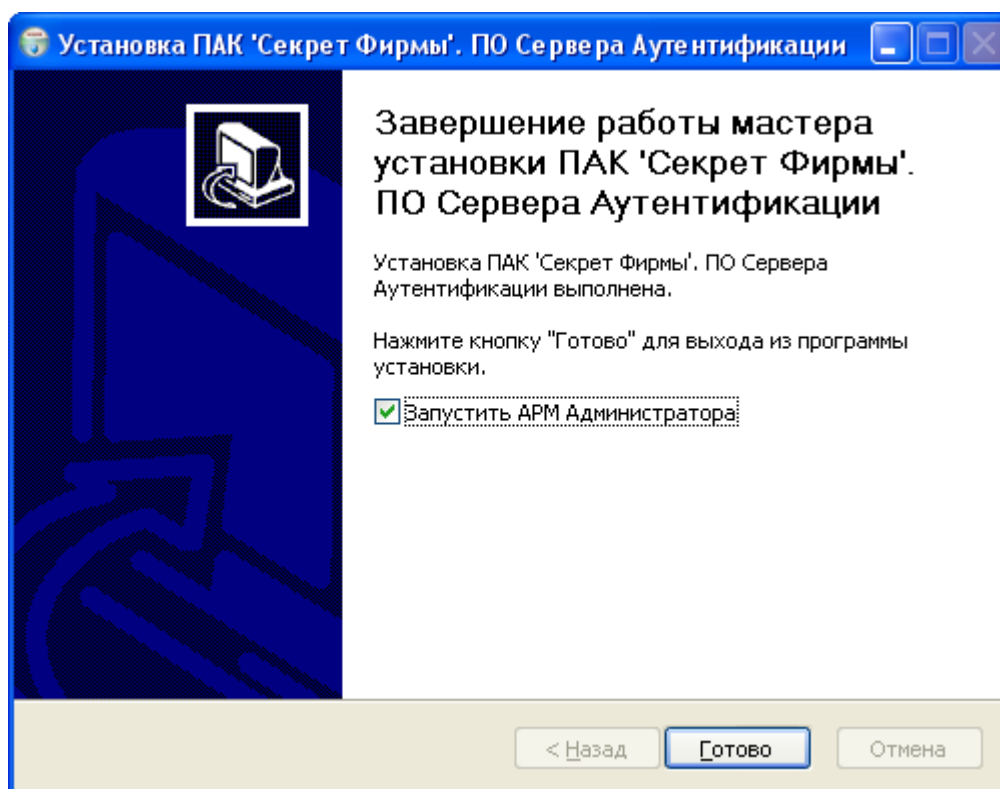 Установка ПАК 'Секрет Фирмы'. ПО Сервера Аутентификации
Завершение работы мастера
установки ПАК 'Секрет Фирмы'.
ПО Сервера Аутентификации
Установка ПАК 'Секрет Фирмы'. ПО Сервера
Аутентификации выполнена.
Нажмите кнопку "Готово" для выхода из программы
установки.
Запустить АРМ Администратора
< Назад
Готово
Отмена